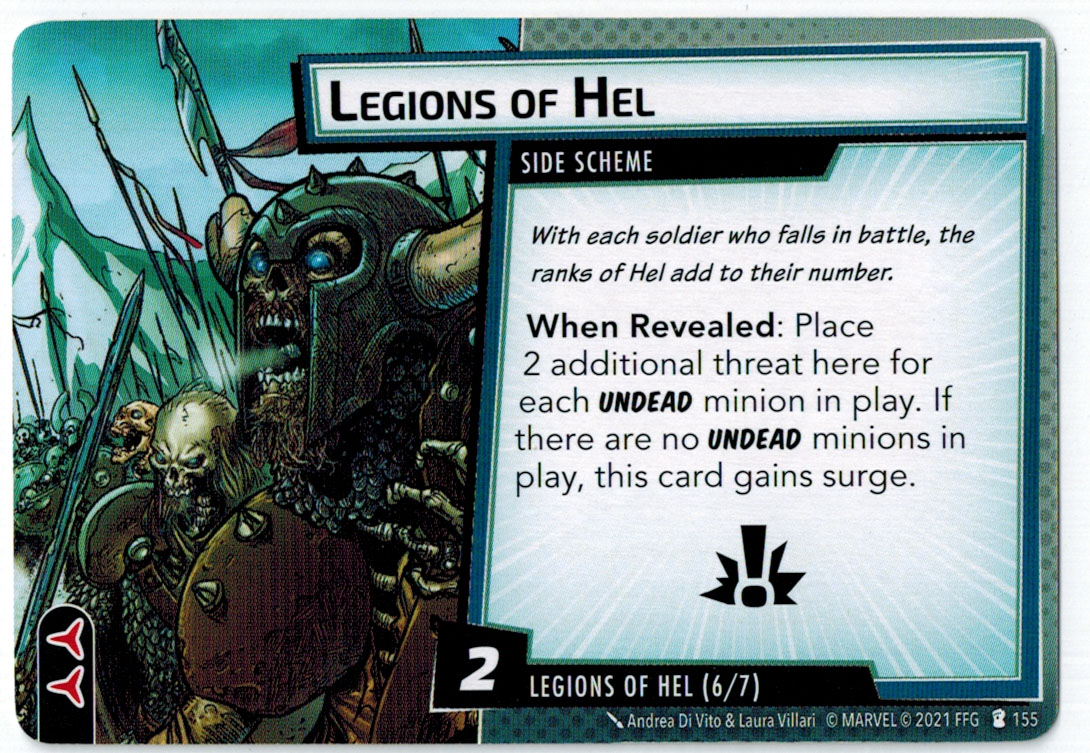 LEGIONS OF HEL
SIDE SCHEME
With each soldier who falls in battle, the
ranks of Hel add to their number.
When Revealed: Place
2 additional threat here for
each UNDEAD minion in play. If
there are no UNDEAD minions in
play, this card gains surge.
2
LEGIONS OF HEL (6/7)
Andrea Di Vito & Laura Villari © MARVEL © 2021 FFG 155